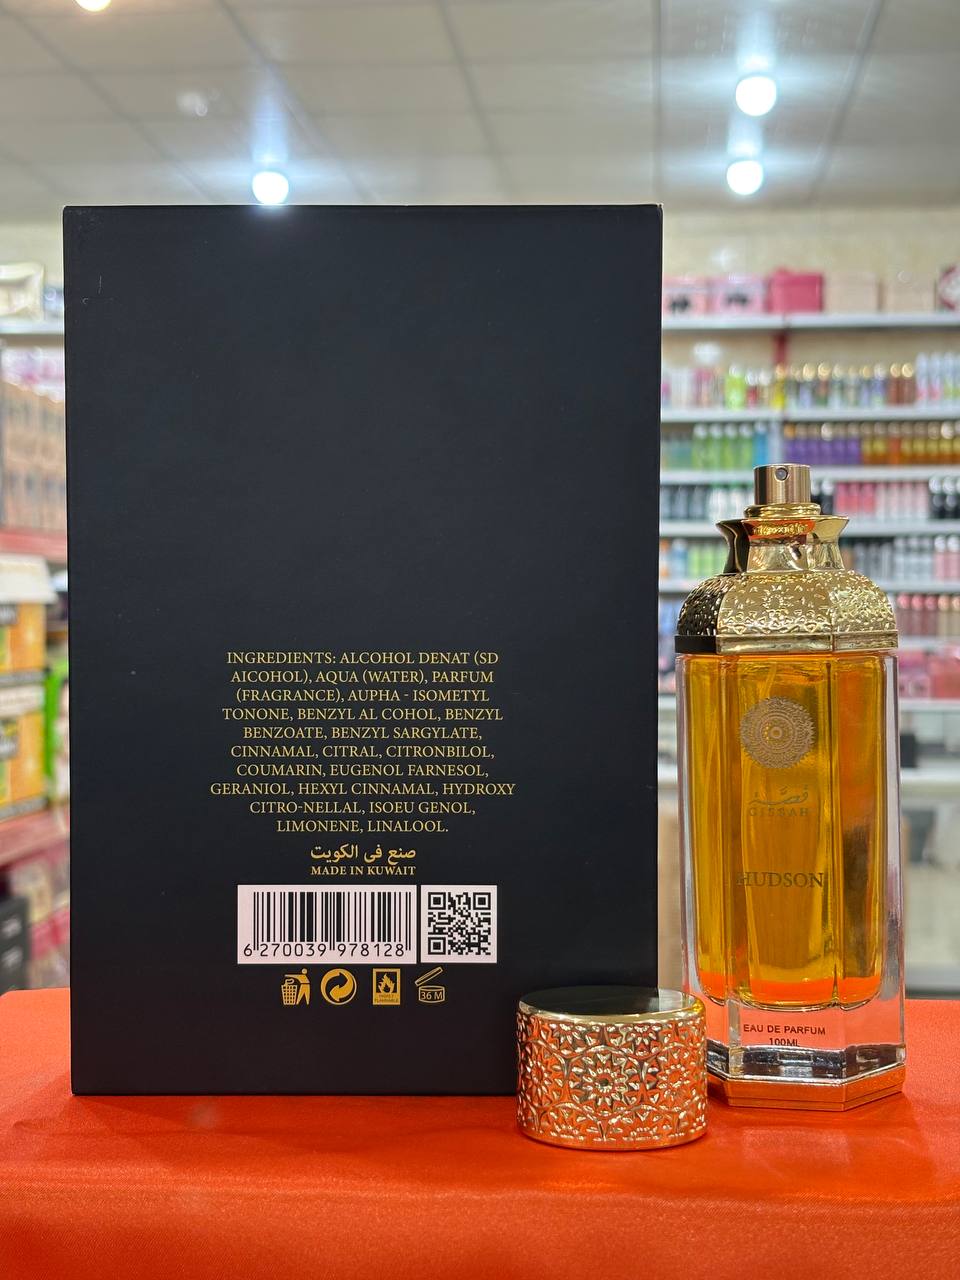 INGREDIENTS: ALCOHOL DENAT (SD
AICOHOL), AQUA (WATER), PARFUM
(FRAGRANCE), AUPHA - ISOMETYL
TONONE, BENZYL AL COHOL, BENZYL
BENZOATE, BENZYL SARGYLATE,
CINNAMAL, CITRAL, CITRONBILOL,
COUMARIN, EUGENOL FARNESOL,
GERANIOL, HEXYL CINNAMAL, HYDROXY
CITRO-NELLAL, ISOEU GENOL,
LIMONENE, LINALOOL.
صنع في الكويت
MADE IN KUWAIT
6 270039 978128
36 M
قصة
GISSAH
HUDSON
EAU DE PARFUM
100ML